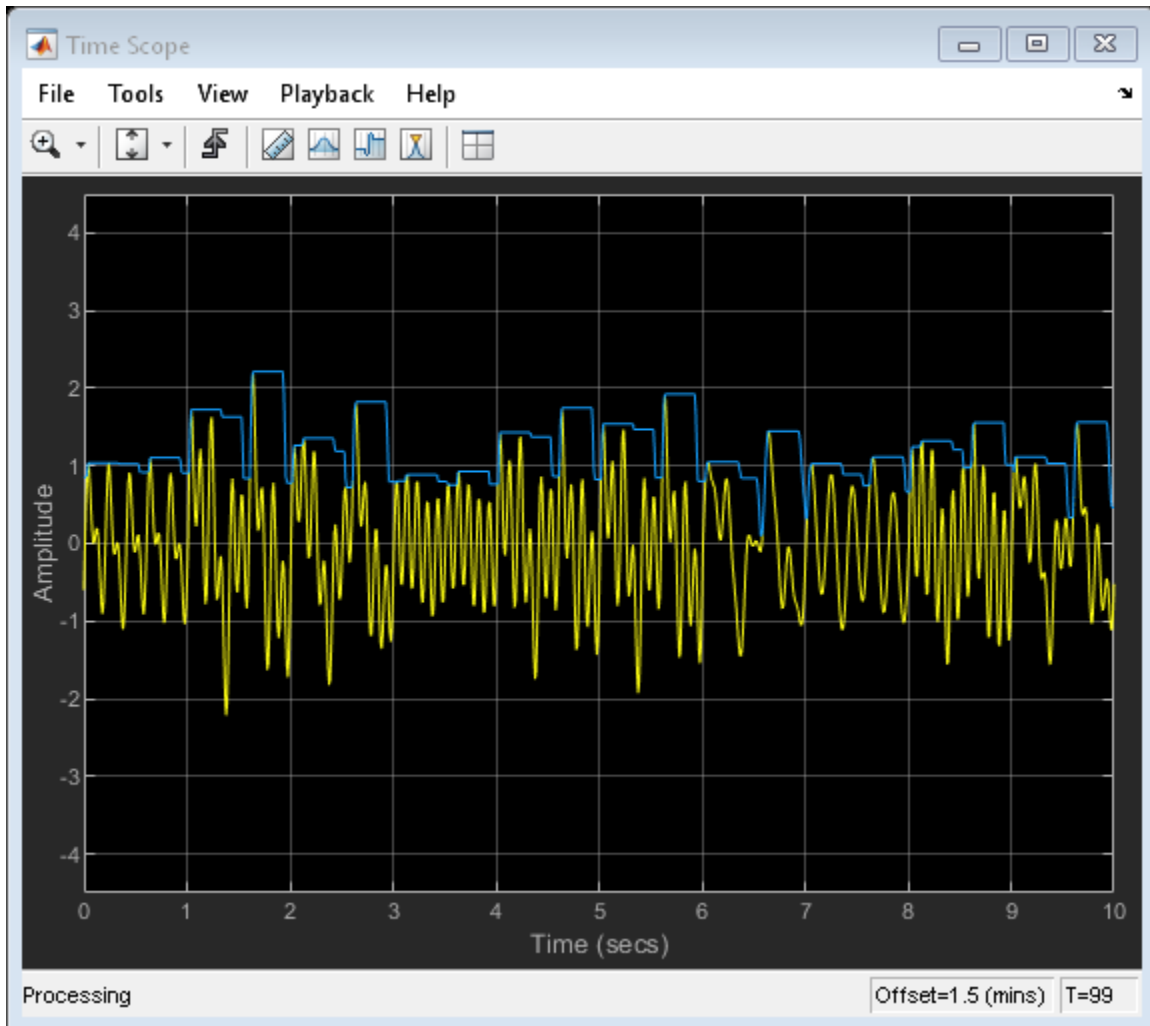 Time Scope
File Tools View Playback Help
4
3
2
1
0
-1
-2
-3
-4
Amplitude
0 1 2 3 4 5 6 7 8 9 10
Time (secs)
Processing Offset=1.5 (mins) T=99